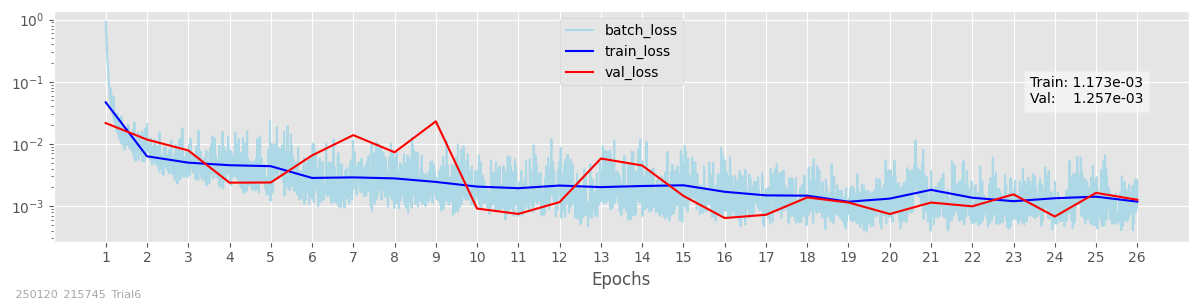 10^0
10^-1
10^-2
10^-3
batch_loss
train_loss
val_loss
Train: 1.173e-03
Val: 1.257e-03
1 2 3 4 5 6 7 8 9 10 11 12 13 14 15 16 17 18 19 20 21 22 23 24 25 26
Epochs
250120_215745_Trial6